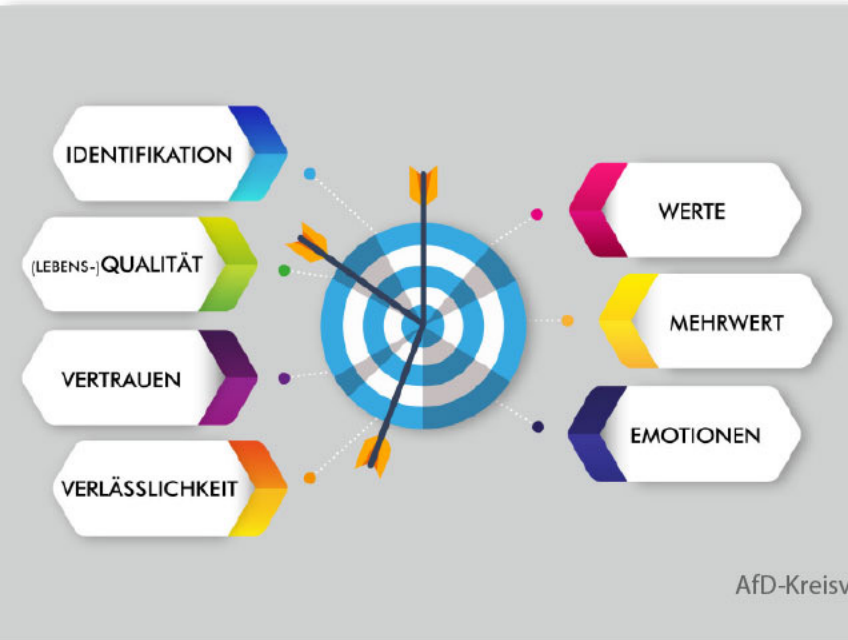 IDENTIFIKATION
(LEBENS-)QUALITÄT
VERTRAUEN
VERLÄSSLICHKEIT
WERTE
MEHRWERT
EMOTIONEN
AfD-Kreisv